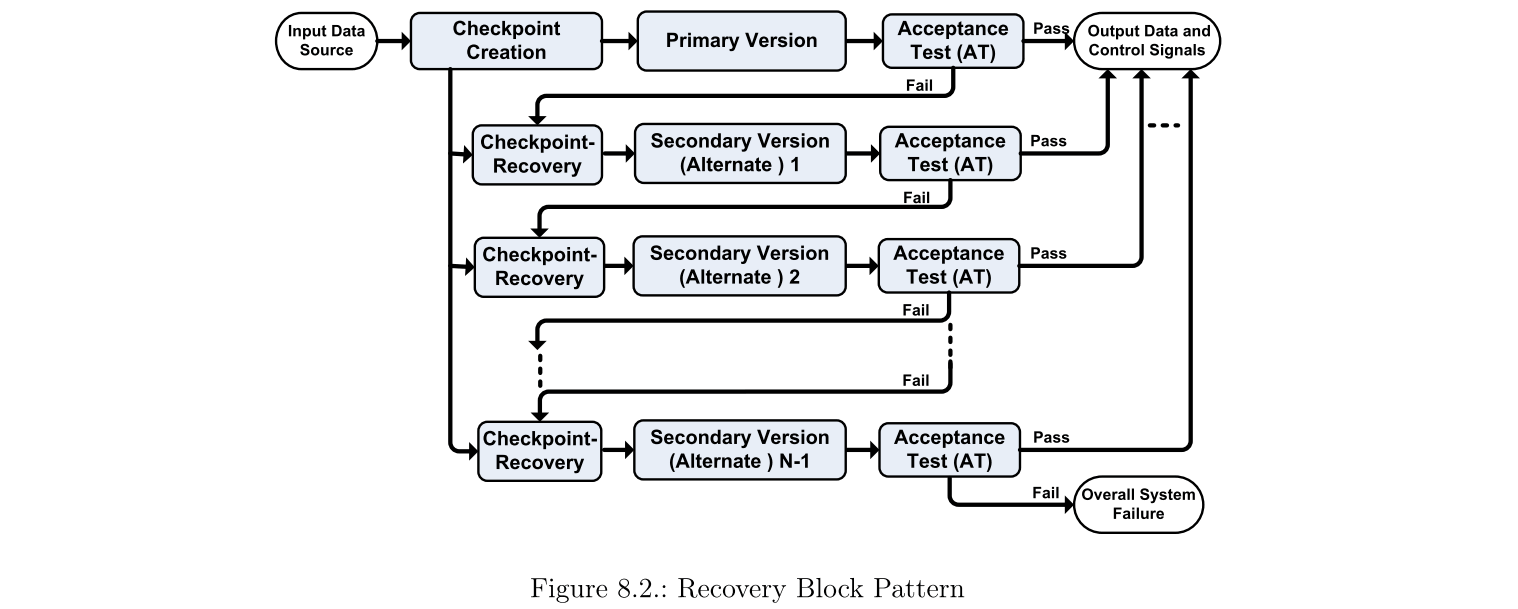 Input Data
Source
Checkpoint
Creation
Primary Version
Acceptance
Test (AT)
Pass
Output Data and
Control Signals
Fail
Checkpoint-
Recovery
Secondary Version
(Alternate ) 1
Acceptance
Test (AT)
Pass
Fail
Checkpoint-
Recovery
Secondary Version
(Alternate ) 2
Acceptance
Test (AT)
Pass
Fail
Fail
Checkpoint-
Recovery
Secondary Version
(Alternate ) N-1
Acceptance
Test (AT)
Pass
Fail
Overall System
Failure
Figure 8.2.: Recovery Block Pattern